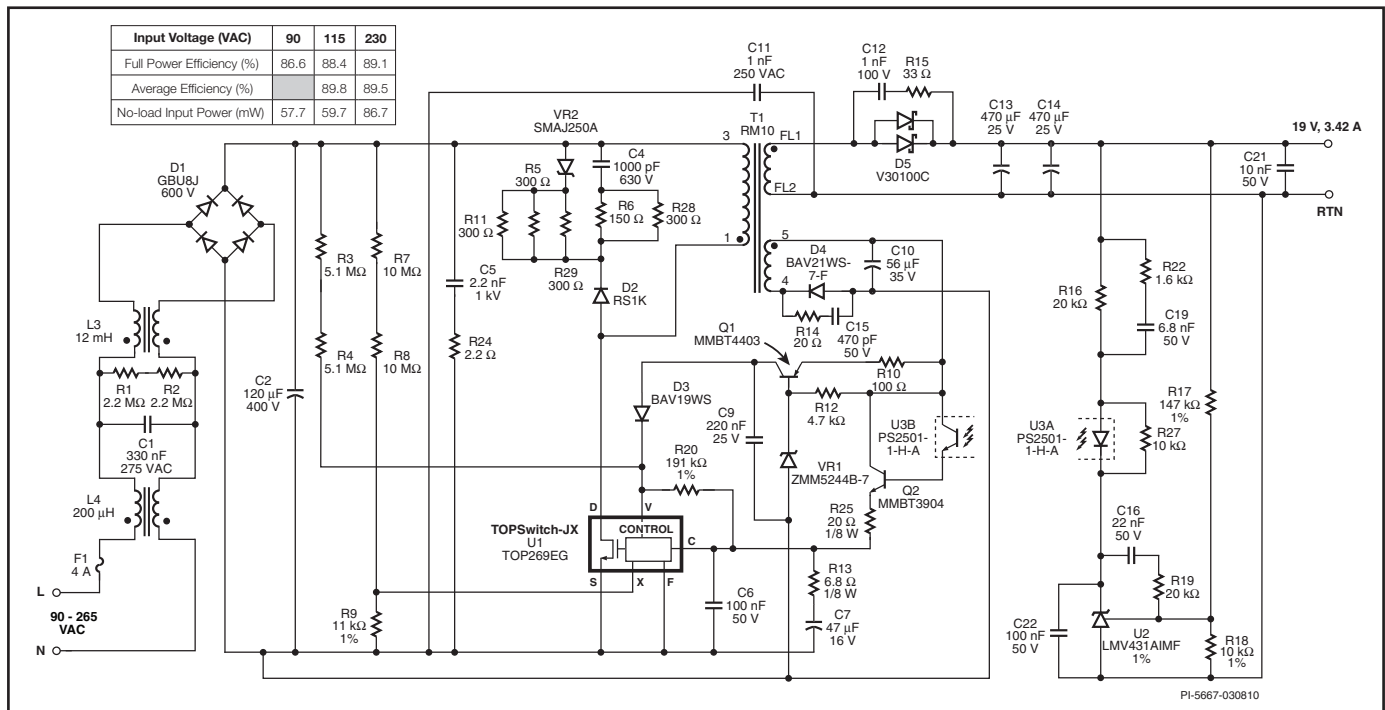 Input Voltage (VAC) 90 115 230
Full Power Efficiency (%) 86.6 88.4 89.1
Average Efficiency (%) 89.8 89.5
No-load Input Power (mW) 57.7 59.7 86.7
C11
1 nF
250 VAC
C12
1 nF
100 V
R15
33 Ω
VR2
SMAJ250A
T1
RM10
3
FL1
FL2
1
5
4
D5
V30100C
C13
470 µF
25 V
C14
470 µF
25 V
19 V, 3.42 A
C21
10 nF
50 V
RTN
D1
GBU8J
600 V
R5
300 Ω
C4
1000 pF
630 V
R11
300 Ω
R6
150 Ω
R28
300 Ω
R29
300 Ω
D2
RS1K
R3
5.1 MΩ
R7
10 MΩ
C5
2.2 nF
1 kV
D4
BAV21WS-
7-F
C10
56 µF
35 V
R14
20 Ω
C15
470 pF
50 V
R16
20 kΩ
R22
1.6 kΩ
C19
6.8 nF
50 V
L3
12 mH
R4
5.1 MΩ
R8
10 MΩ
R24
2.2 Ω
Q1
MMBT4403
R10
100 Ω
R1
2.2 MΩ
R2
2.2 MΩ
C2
120 µF
400 V
D3
BAV19WS
C9
220 nF
25 V
R12
4.7 kΩ
U3B
PS2501-
1-H-A
U3A
PS2501-
1-H-A
R17
147 kΩ
1%
R27
10 kΩ
C1
330 nF
275 VAC
R20
191 kΩ
1%
VR1
ZMM5244B-7
Q2
MMBT3904
L4
200 µH
D
V
TOPSwitch-JX
U1
TOP269EG
CONTROL
C
S
X
F
R25
20 Ω
1/8 W
C16
22 nF
50 V
F1
4 A
R13
6.8 Ω
1/8 W
R19
20 kΩ
L
90 - 265
VAC
N
R9
11 kΩ
1%
C6
100 nF
50 V
C7
47 µF
16 V
C22
100 nF
50 V
U2
LMV431AIMF
1%
R18
10 kΩ
1%
PI-5667-030810